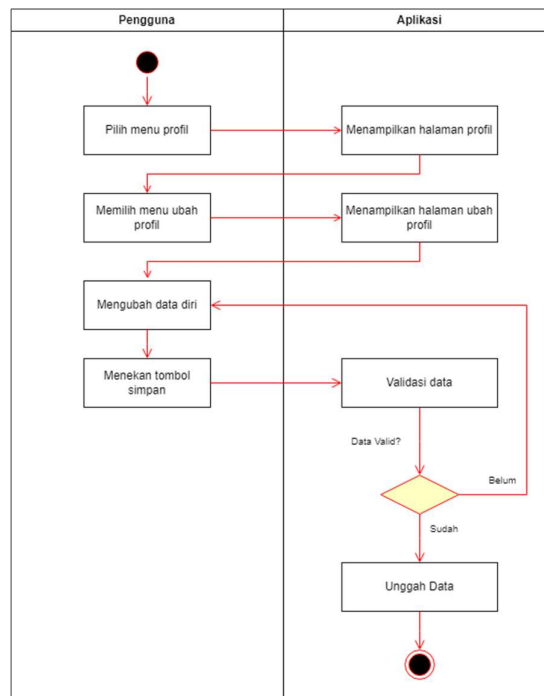 Pengguna
Aplikasi
Pilih menu profil
Menampilkan halaman profil
Memilih menu ubah
profil
Menampilkan halaman ubah
profil
Mengubah data diri
Menekan tombol
simpan
Validasi data
Data Valid?
Belum
Sudah
Unggah Data